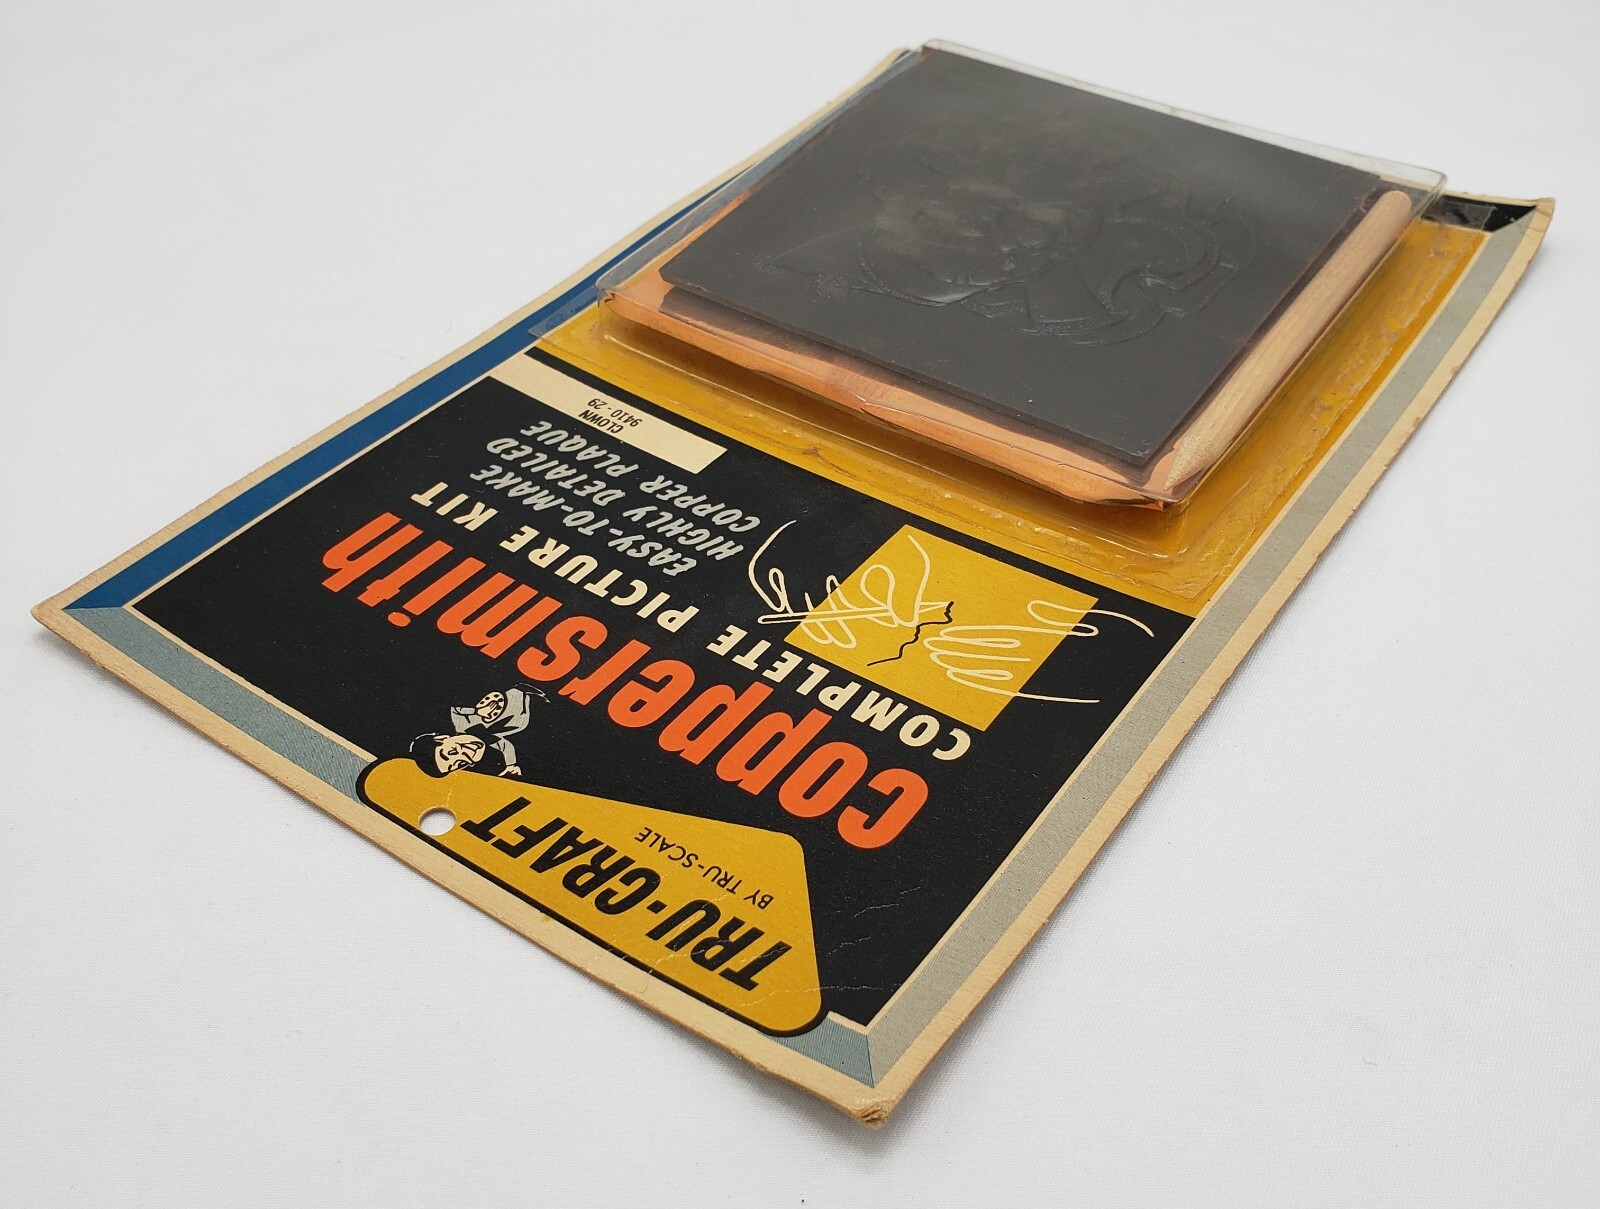 TRU-CRAFT
BY TRU-SCALE
coppersmith
COMPLETE PICTURE KIT
EASY-TO-MAKE
HIGHLY DETAILED
COPPER PLAQUE
CLOWN
9410-29